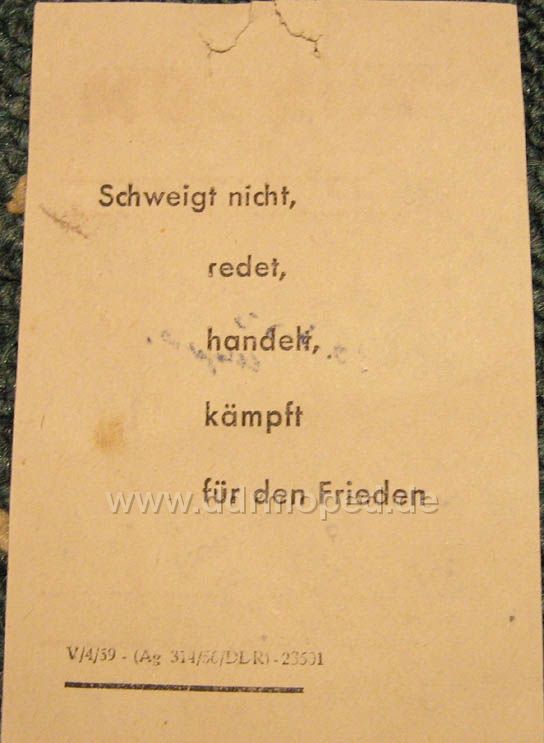 Schweigt nicht,
redet,
handelt,
kämpft
für den Frieden
www.ddrmoped.de
V/4/59 - (Ag 314/56/DDR) - 23501